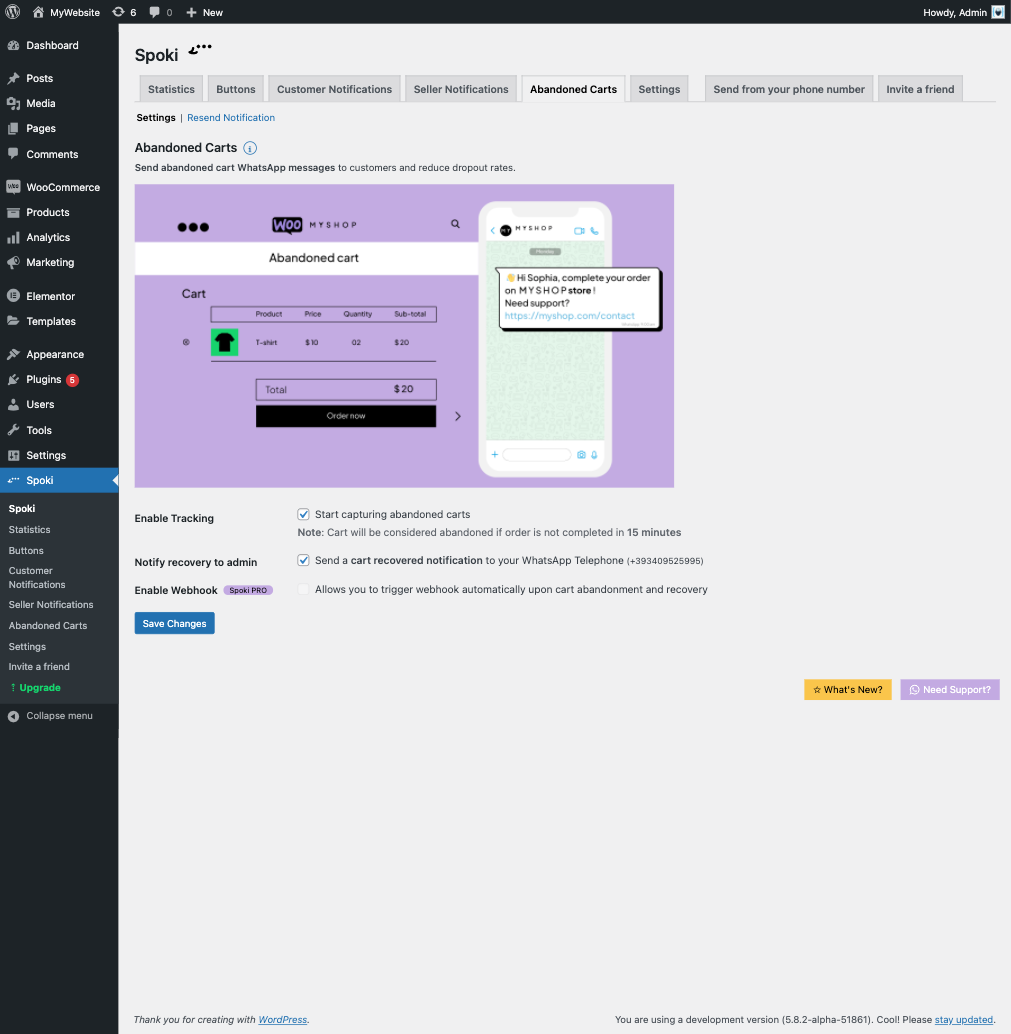 MyWebsite 6 0 New Howdy, Admin
Dashboard
Posts
Media
Pages
Comments
WooCommerce
Products
Analytics
Marketing
Elementor
Templates
Appearance
Plugins 5
Users
Tools
Settings
Spoki
Spoki
Statistics
Buttons
Customer
Notifications
Seller Notifications
Abandoned Carts
Settings
Invite a friend
↑ Upgrade
Collapse menu
Spoki
Statistics Buttons Customer Notifications Seller Notifications Abandoned Carts Settings Send from your phone number Invite a friend
Settings | Resend Notification
Abandoned Carts
Send abandoned cart WhatsApp messages to customers and reduce dropout rates.
Woo MYSHOP
Abandoned cart
Cart
Product Price Quantity Sub-total
T-shirt $10 02 $20
Total $20
Order now
MY MYSHOP
👋Hi Sophia, complete your order
on MYSHOP store!
Need support?
https://myshop.com/contact
Enable Tracking Start capturing abandoned carts
Note: Cart will be considered abandoned if order is not completed in 15 minutes
Notify recovery to admin Send a cart recovered notification to your WhatsApp Telephone (+393409525995)
Enable Webhook Spoki PRO Allows you to trigger webhook automatically upon cart abandonment and recovery
Save Changes
☆ What's New? Need Support?
Thank you for creating with WordPress. You are using a development version (5.8.2-alpha-51861). Cool! Please stay updated.